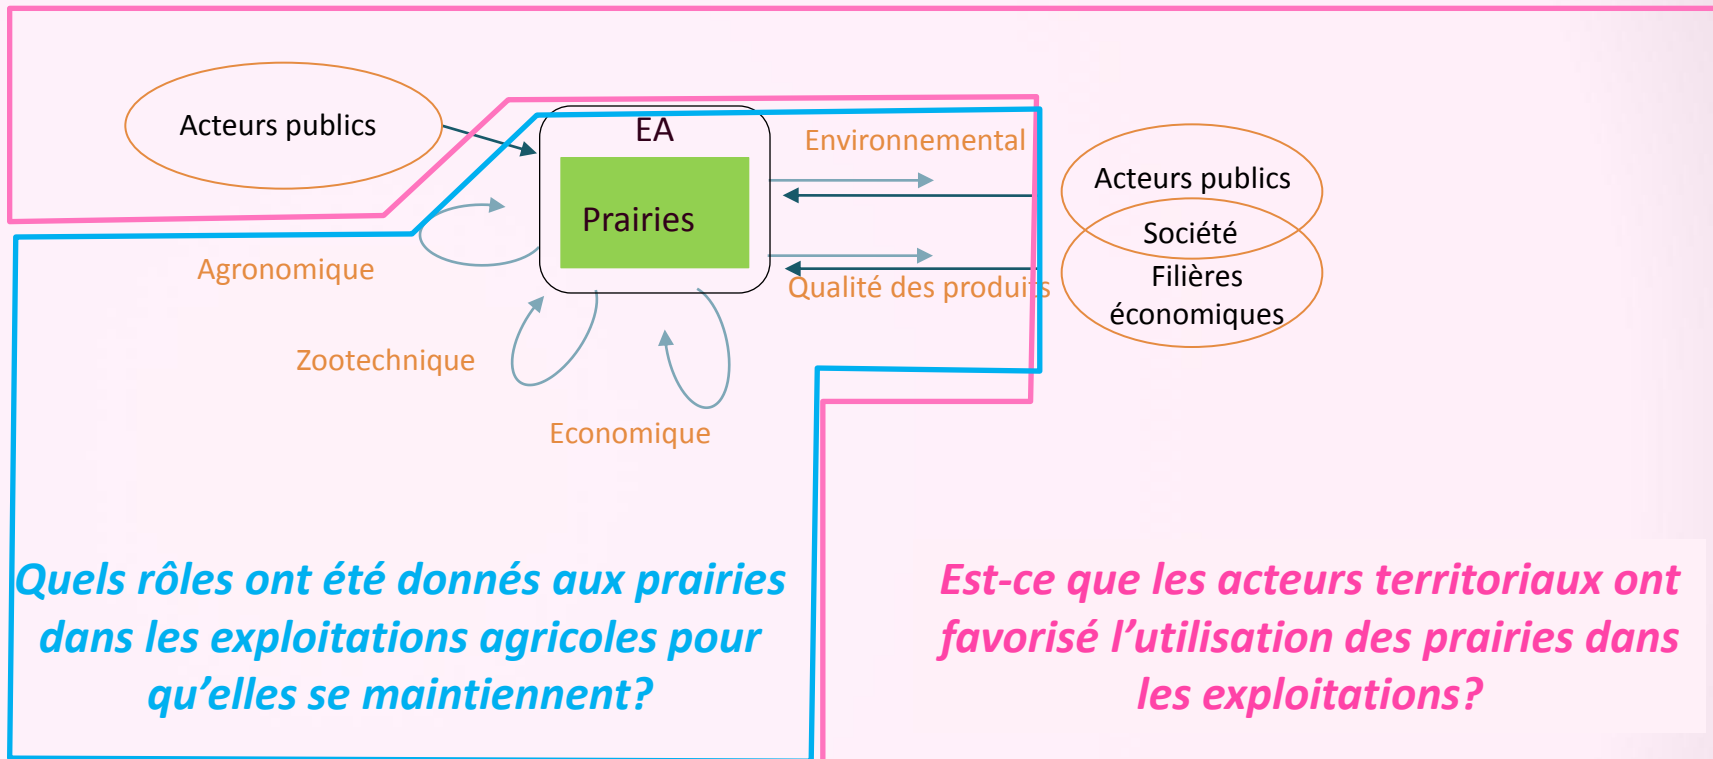 Acteurs publics
EA
Prairies
Environnemental
Qualité des produits
Acteurs publics
Société
Filières
économiques
Agronomique
Zootechnique
Economique
Quels rôles ont été donnés aux prairies
dans les exploitations agricoles pour
qu’elles se maintiennent?
Est-ce que les acteurs territoriaux ont
favorisé l’utilisation des prairies dans
les exploitations?